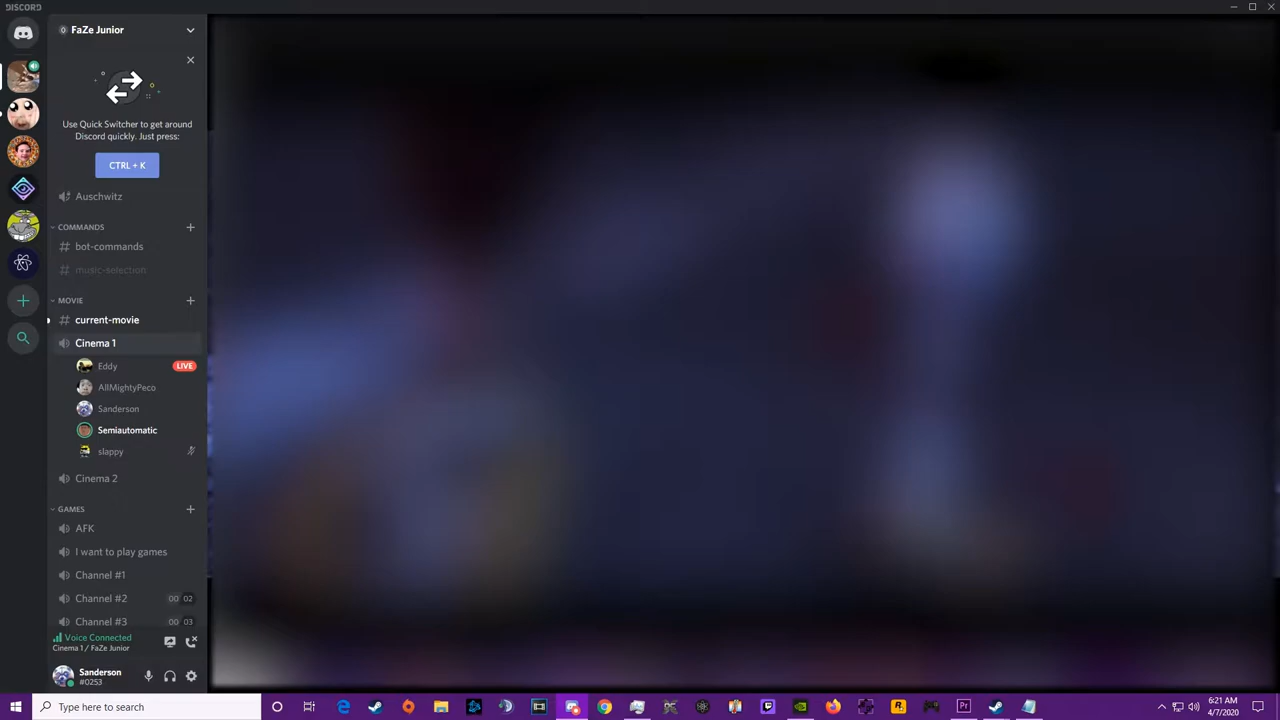 DISCORD
FaZe Junior
Use Quick Switcher to get around
Discord quickly. Just press:
CTRL + K
Auschwitz
COMMANDS
bot-commands
music-selection
MOVIE
current-movie
Cinema 1
Eddy LIVE
AllMightyPeco
Sanderson
Semiautomatic
slappy
Cinema 2
GAMES
AFK
I want to play games
Channel #1
Channel #2 00 02
Channel #3 00 03
Voice Connected
Cinema 1 / FaZe Junior
Sanderson
#0253
Type here to search
6:21 AM
4/7/2020